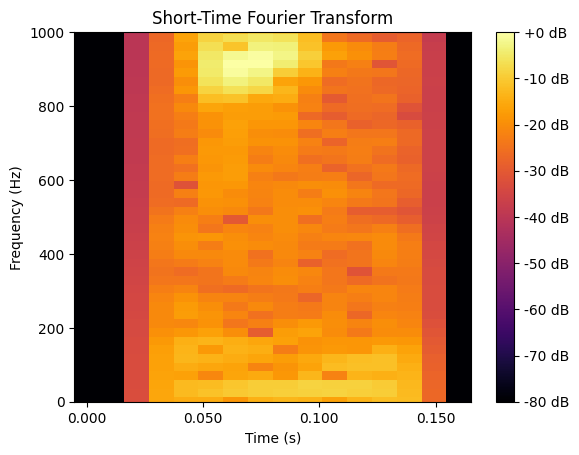 Short-Time Fourier Transform
1000
800
600
400
200
0
Frequency (Hz)
0.000
0.050
0.100
0.150
Time (s)
+0 dB
-10 dB
-20 dB
-30 dB
-40 dB
-50 dB
-60 dB
-70 dB
-80 dB